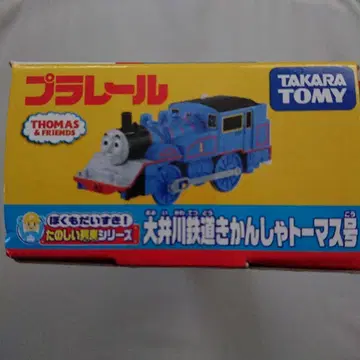 プラレール
TAKARA
TOMY
THOMAS
& FRIENDS
ぼくもだいすき!
たのしい列車シリーズ
大井川鉄道きかんしゃトーマス号